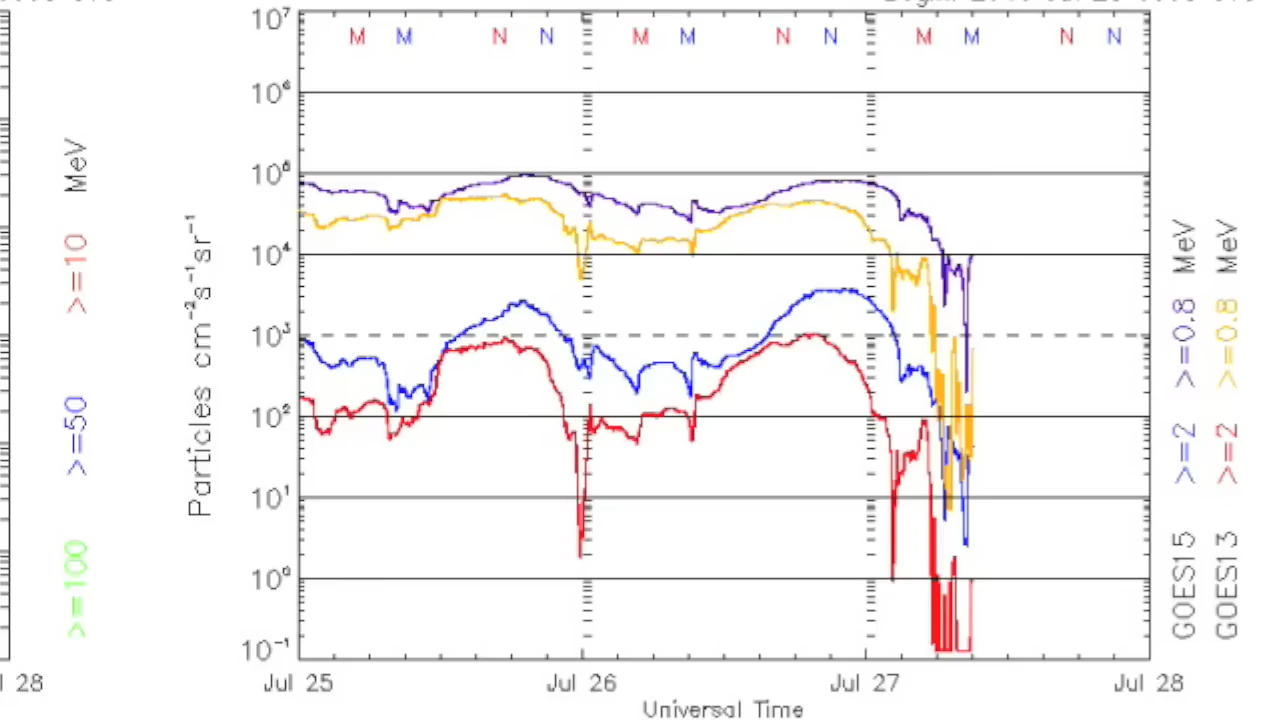 M M N N M M N N M M N N
10⁷
10⁶
10⁵
10⁴
10³
10²
10¹
10⁰
10⁻¹
Particles cm⁻²s⁻¹sr⁻¹
28
Jul 25 Jul 26 Jul 27 Jul 28
Universal Time
>=100 >=50 >=10 MeV
GOES15 >=2 >=0.8 MeV
GOES13 >=2 >=0.8 MeV